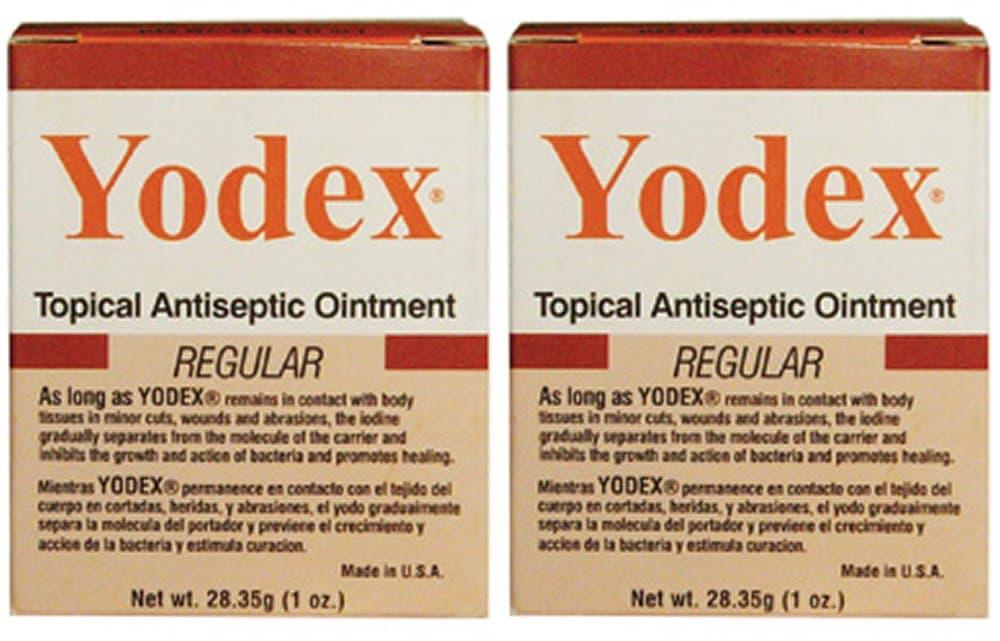 Yodex®
Topical Antiseptic Ointment
REGULAR
As long as YODEX® remains in contact with body
tissues in minor cuts, wounds and abrasions, the iodine
gradually separates from the molecule of the carrier and
inhibits the growth and action of bacteria and promotes healing.
Mientras YODEX® permanence en contacto con el tejido del
cuerpo en cortadas, heridas, y abrasiones, el yodo gradualmente
separa la molecula del portador y previene el crecimiento y
accion de la bacteria y estimula curacion.
Made in U.S.A.
Net wt. 28.35g (1 oz.)
Yodex®
Topical Antiseptic Ointment
REGULAR
As long as YODEX® remains in contact with body
tissues in minor cuts, wounds and abrasions, the iodine
gradually separates from the molecule of the carrier and
inhibits the growth and action of bacteria and promotes healing.
Mientras YODEX® permanence en contacto con el tejido del
cuerpo en cortadas, heridas, y abrasiones, el yodo gradualmente
separa la molecula del portador y previene el crecimiento y
accion de la bacteria y estimula curacion.
Made in U.S.A.
Net wt. 28.35g (1 oz.)